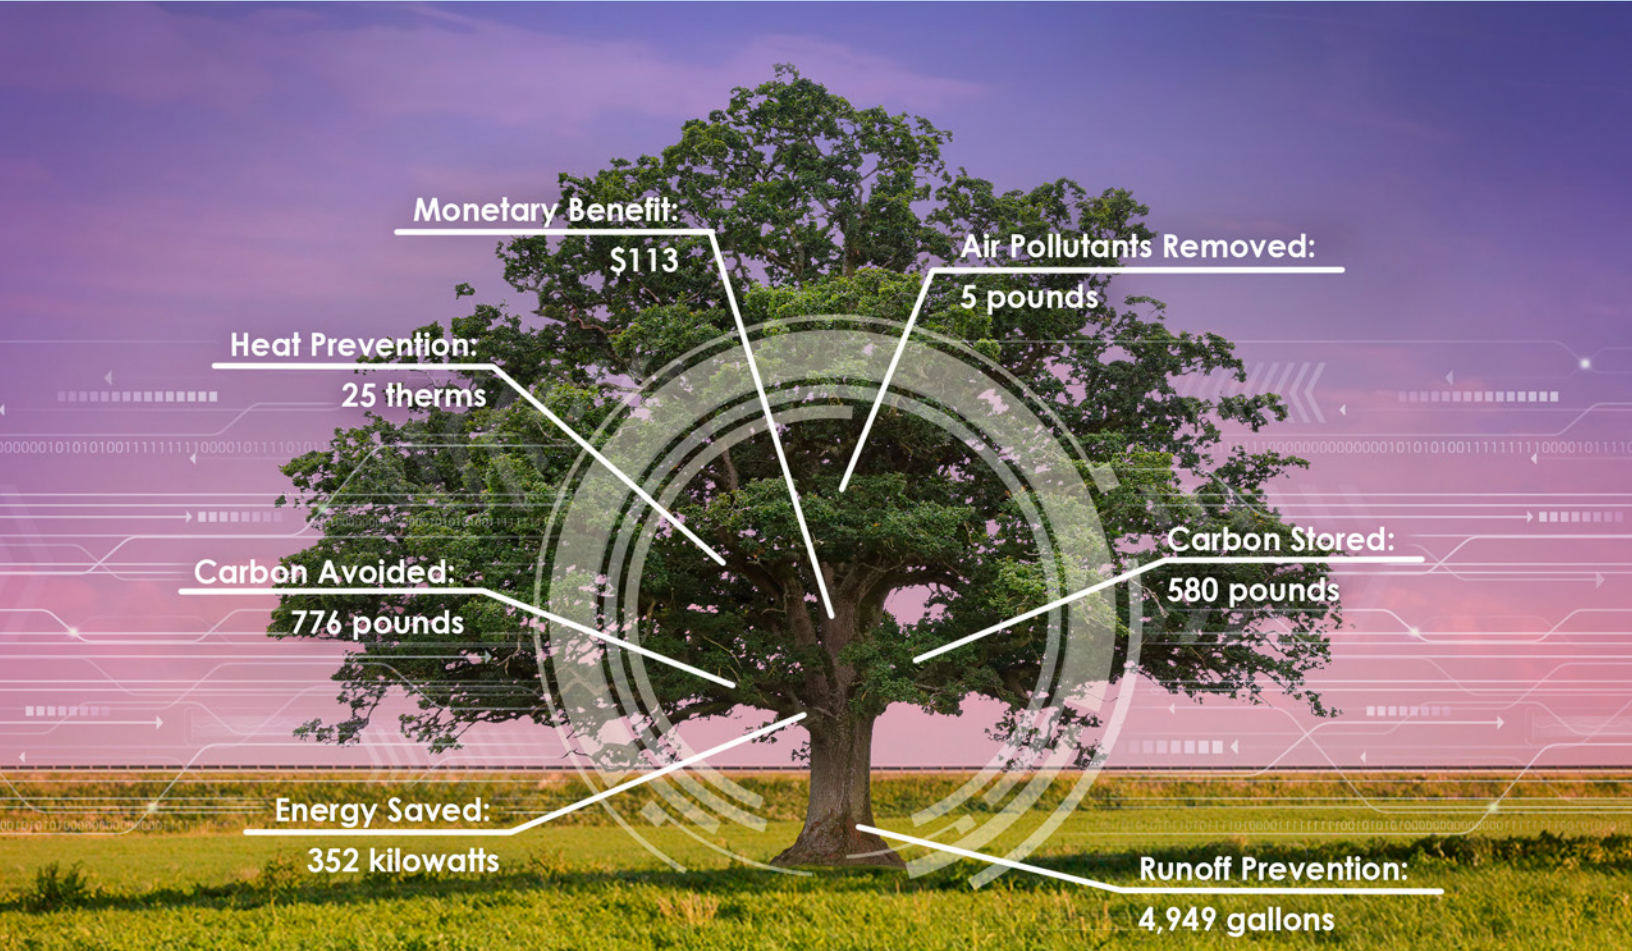 Monetary Benefit:
$113
Air Pollutants Removed:
5 pounds
Heat Prevention:
25 therms
Carbon Stored:
580 pounds
Carbon Avoided:
776 pounds
Energy Saved:
352 kilowatts
Runoff Prevention:
4,949 gallons